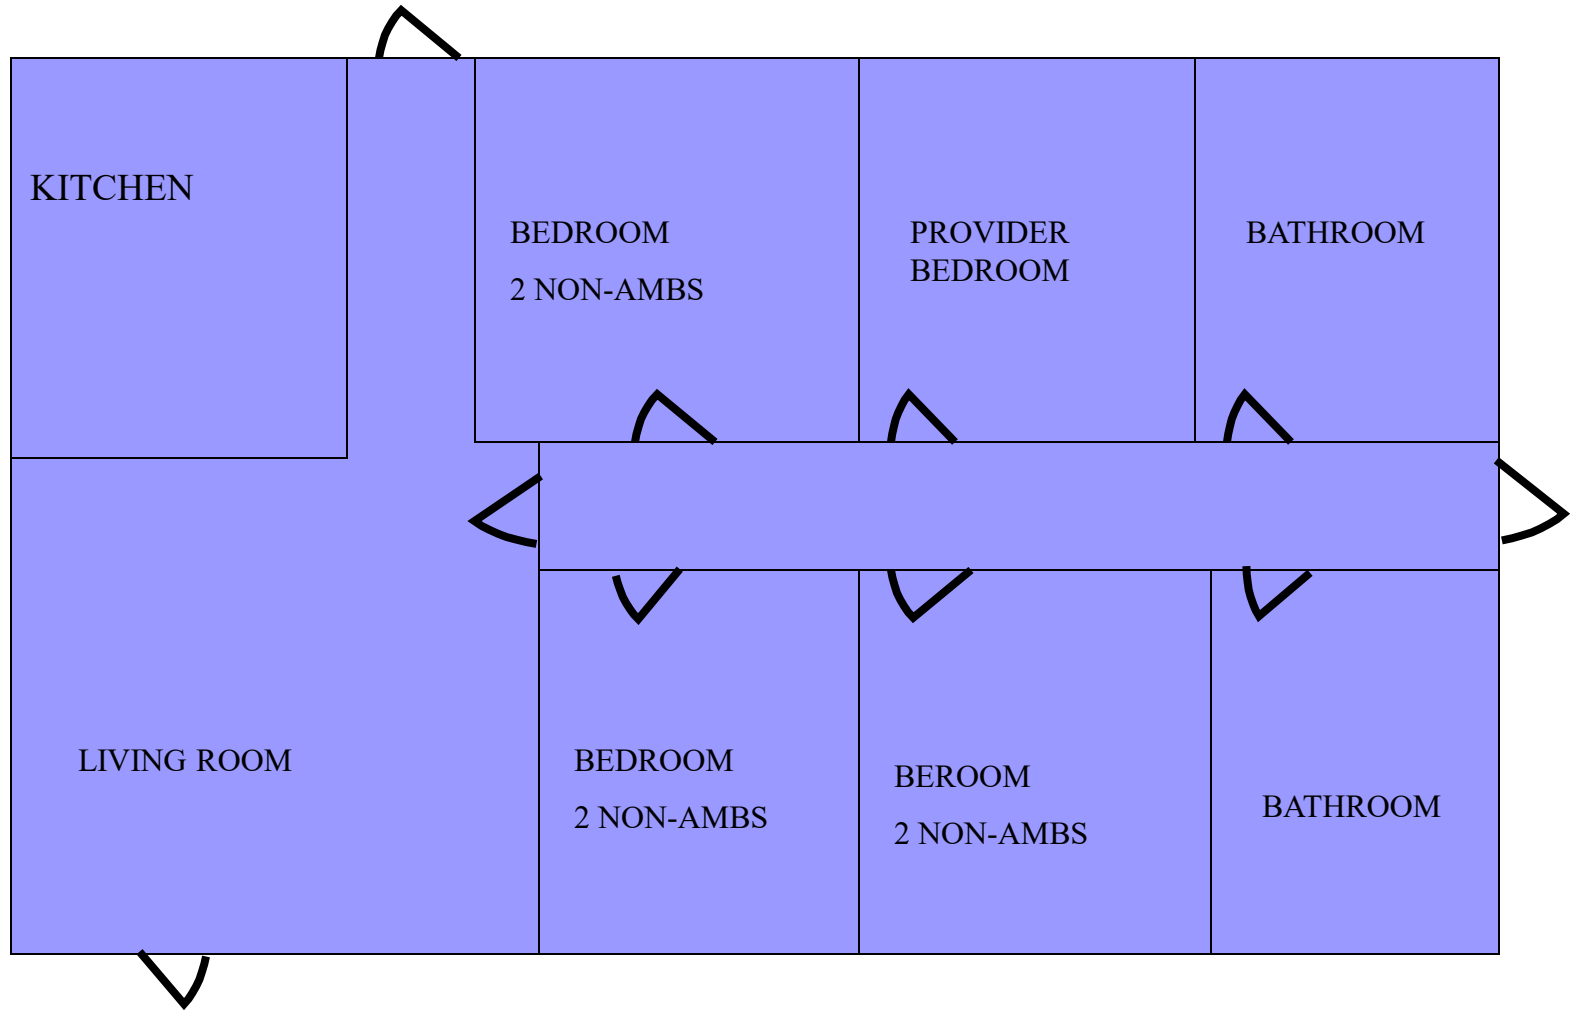 KITCHEN
BEDROOM
2 NON-AMBS
PROVIDER
BEDROOM
BATHROOM
LIVING ROOM
BEDROOM
2 NON-AMBS
BEROOM
2 NON-AMBS
BATHROOM